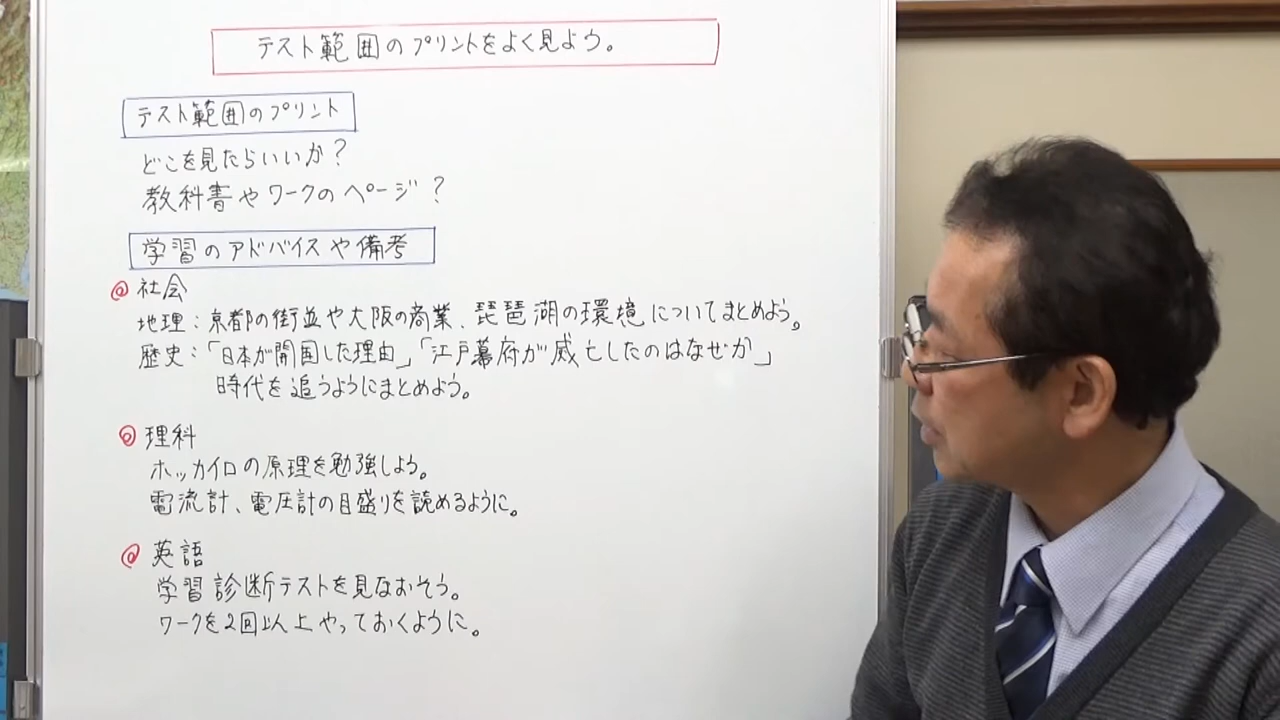 テスト範囲のプリントをよく見よう。
テスト範囲のプリント
どこを見たらいいか?
教科書やワークのページ?
学習のアドバイスや備考
@ 社会
地理:京都の街並や大阪の商業、琵琶湖の環境についてまとめよう。
歴史:「日本が開国した理由」「江戸幕府が滅亡したのはなぜか」
時代を追うようにまとめよう。
@ 理科
ホッカイロの原理を勉強しよう。
電流計、電圧計の目盛りを読めるように。
@ 英語
学習診断テストを見なおそう。
ワークを2回以上やっておくように。